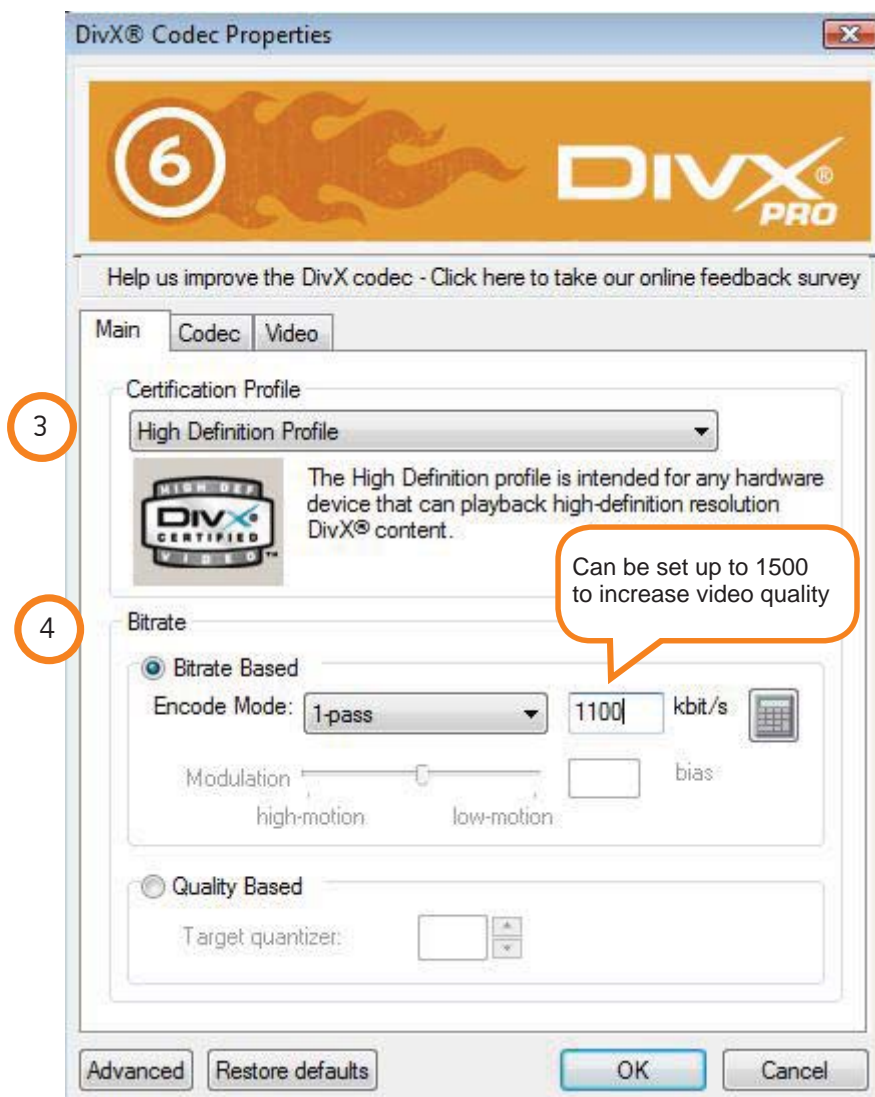 DivX® Codec Properties
6
DIVX®
PRO
Help us improve the DivX codec - Click here to take our online feedback survey
Main
Codec
Video
3
Certification Profile
High Definition Profile
HIGH DEF
DIVX
CERTIFIED
VIDEO™
The High Definition profile is intended for any hardware
device that can playback high-definition resolution
DivX® content.
Can be set up to 1500
to increase video quality
4
Bitrate
Bitrate Based
Encode Mode: 1-pass 1100 kbit/s
Modulation bias
high-motion low-motion
Quality Based
Target quantizer:
Advanced
Restore defaults
OK
Cancel